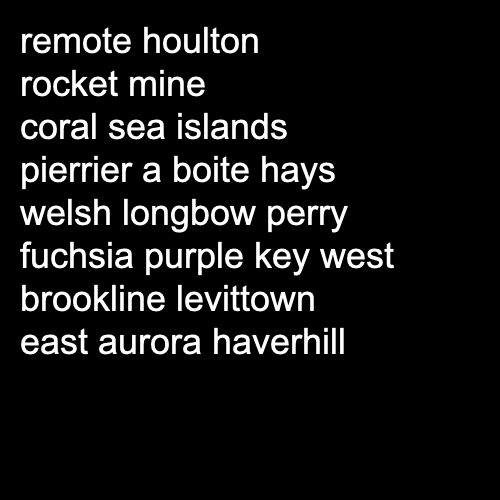 remote houlton
rocket mine
coral sea islands
pierrier a boite hays
welsh longbow perry
fuchsia purple key west
brookline levittown
east aurora haverhill